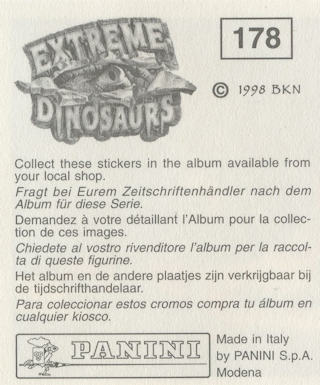 EXTREME
DINOSAURS
178
© 1998 BKN
Collect these stickers in the album available from
your local shop.
Fragt bei Eurem Zeitschriftenhändler nach dem
Album für diese Serie.
Demandez à votre détaillant l'Album pour la collec-
tion de ces images.
Chiedete al vostro rivenditore l'album per la raccol-
ta di queste figurine.
Het album en de andere plaatjes zijn verkrijgbaar bij
de tijdschrifthandelaar.
Para coleccionar estos cromos compra tu álbum en
cualquier kiosco.
PANINI
Made in Italy
by PANINI S.p.A.
Modena